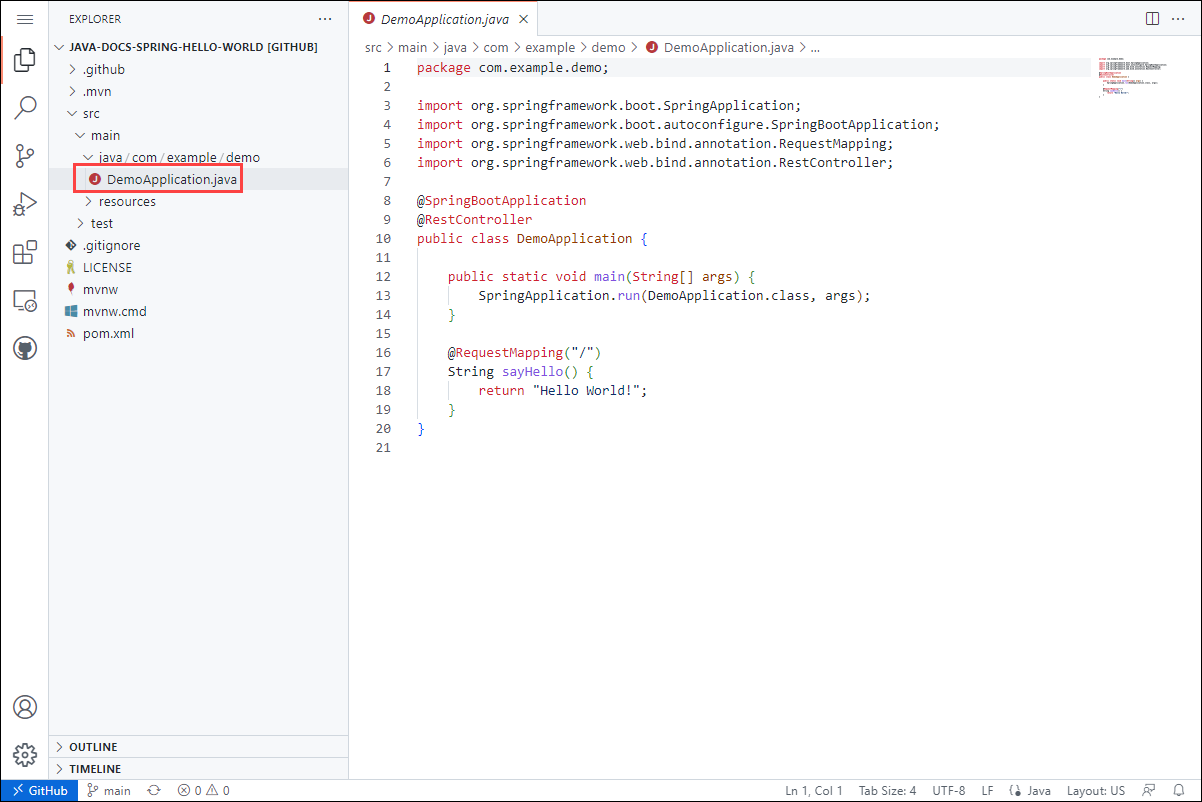 EXPLORER
JAVA-DOCS-SPRING-HELLO-WORLD [GITHUB]
.github
.mvn
src
main
java / com / example / demo
DemoApplication.java
resources
test
.gitignore
LICENSE
mvnw
mvnw.cmd
pom.xml
OUTLINE
TIMELINE
DemoApplication.java
src > main > java > com > example > demo > DemoApplication.java > ...
1 package com.example.demo;
2
3 import org.springframework.boot.SpringApplication;
4 import org.springframework.boot.autoconfigure.SpringBootApplication;
5 import org.springframework.web.bind.annotation.RequestMapping;
6 import org.springframework.web.bind.annotation.RestController;
7
8 @SpringBootApplication
9 @RestController
10 public class DemoApplication {
11
12     public static void main(String[] args) {
13         SpringApplication.run(DemoApplication.class, args);
14     }
15
16     @RequestMapping("/")
17     String sayHello() {
18         return "Hello World!";
19     }
20 }
21
GitHub main 0 0 Ln 1, Col 1 Tab Size: 4 UTF-8 LF Java Layout: US